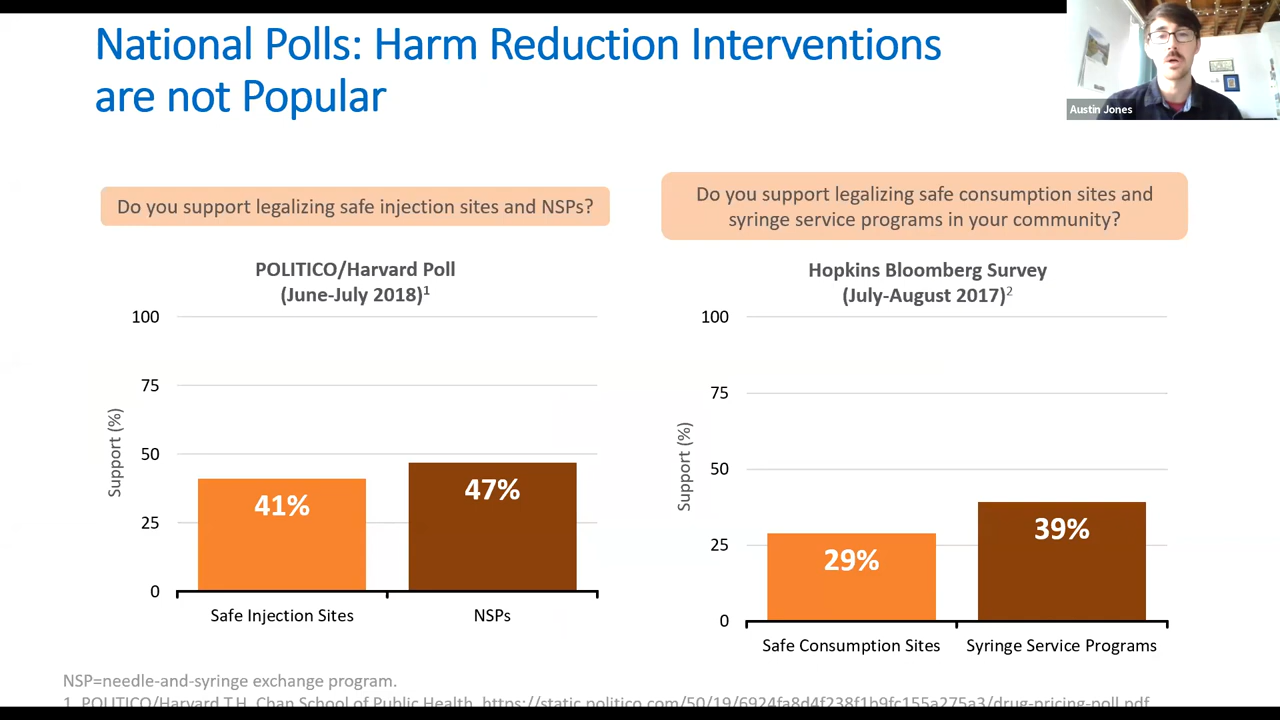 National Polls: Harm Reduction Interventions
are not Popular
Austin Jones
Do you support legalizing safe injection sites and NSPs?
POLITICO/Harvard Poll
(June-July 2018)1
100
75
50
25
0
Support (%)
41%
47%
Safe Injection Sites
NSPs
Do you support legalizing safe consumption sites and
syringe service programs in your community?
Hopkins Bloomberg Survey
(July-August 2017)2
100
75
50
25
0
Support (%)
29%
39%
Safe Consumption Sites
Syringe Service Programs
NSP=needle-and-syringe exchange program.
1. POLITICO/Harvard T.H. Chan School of Public Health. https://static.politico.com/50/19/6924fa8d4f238f1b9fc155a275a3/drug-pricing-poll.pdf